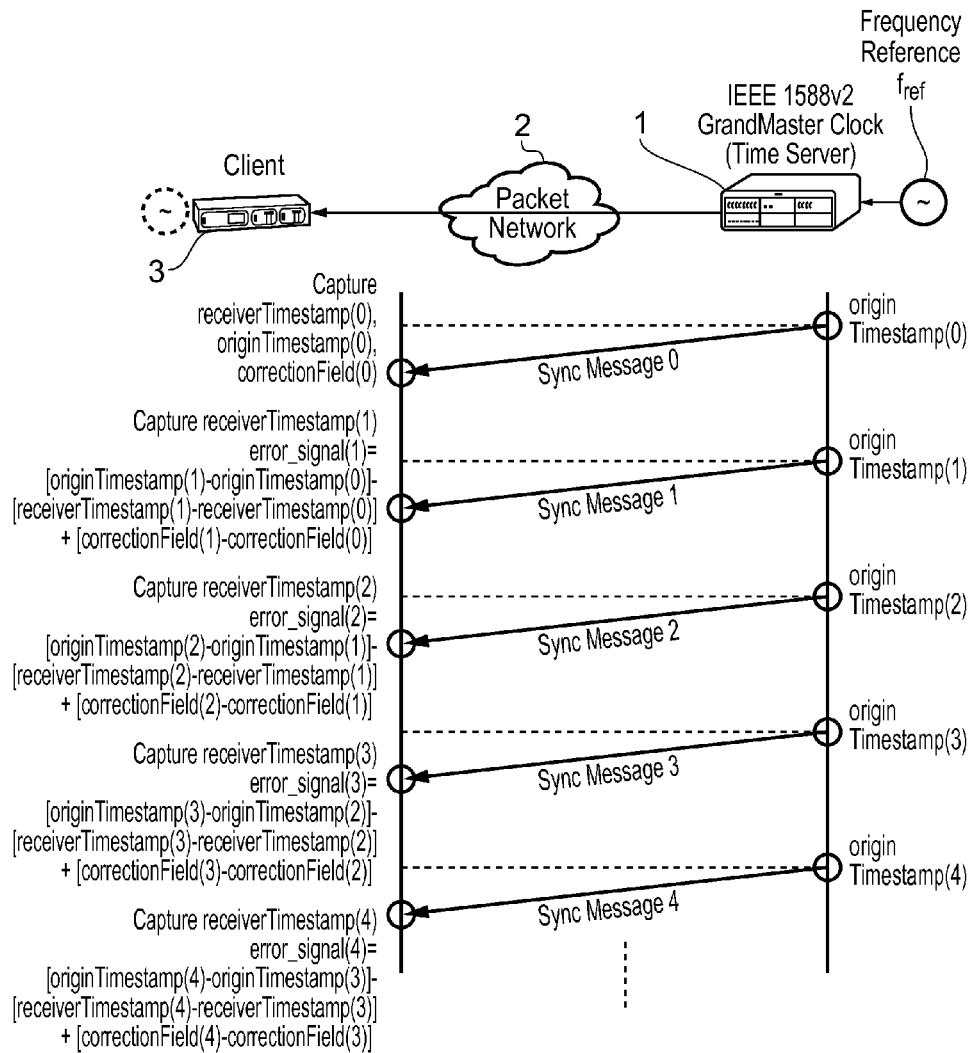 Frequency
Reference
fref
IEEE 1588v2
GrandMaster Clock
(Time Server)
1
2
Client
Packet
Network
~
~
3
Capture
receiverTimestamp(0),
originTimestamp(0),
correctionField(0)
origin
Timestamp(0)
Sync Message 0
Capture receiverTimestamp(1)
error_signal(1)=
[originTimestamp(1)-originTimestamp(0)]-
[receiverTimestamp(1)-receiverTimestamp(0)]
+ [correctionField(1)-correctionField(0)]
origin
Timestamp(1)
Sync Message 1
Capture receiverTimestamp(2)
error_signal(2)=
[originTimestamp(2)-originTimestamp(1)]-
[receiverTimestamp(2)-receiverTimestamp(1)]
+ [correctionField(2)-correctionField(1)]
origin
Timestamp(2)
Sync Message 2
Capture receiverTimestamp(3)
error_signal(3)=
[originTimestamp(3)-originTimestamp(2)]-
[receiverTimestamp(3)-receiverTimestamp(2)]
+ [correctionField(3)-correctionField(2)]
origin
Timestamp(3)
Sync Message 3
Capture receiverTimestamp(4)
error_signal(4)=
[originTimestamp(4)-originTimestamp(3)]-
[receiverTimestamp(4)-receiverTimestamp(3)]
+ [correctionField(4)-correctionField(3)]
origin
Timestamp(4)
Sync Message 4